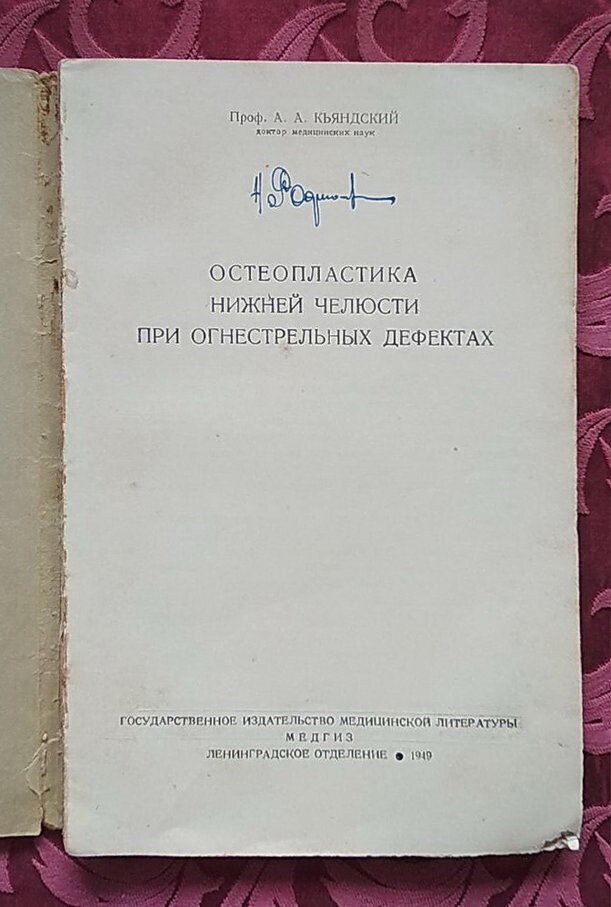 Проф. А. А. КЬЯНДСКИЙ
доктор медицинских наук
ОСТЕОПЛАСТИКА
НИЖНЕЙ ЧЕЛЮСТИ
ПРИ ОГНЕСТРЕЛЬНЫХ ДЕФЕКТАХ
ГОСУДАРСТВЕННОЕ ИЗДАТЕЛЬСТВО МЕДИЦИНСКОЙ ЛИТЕРАТУРЫ
МЕДГИЗ
ЛЕНИНГРАДСКОЕ ОТДЕЛЕНИЕ ● 1949